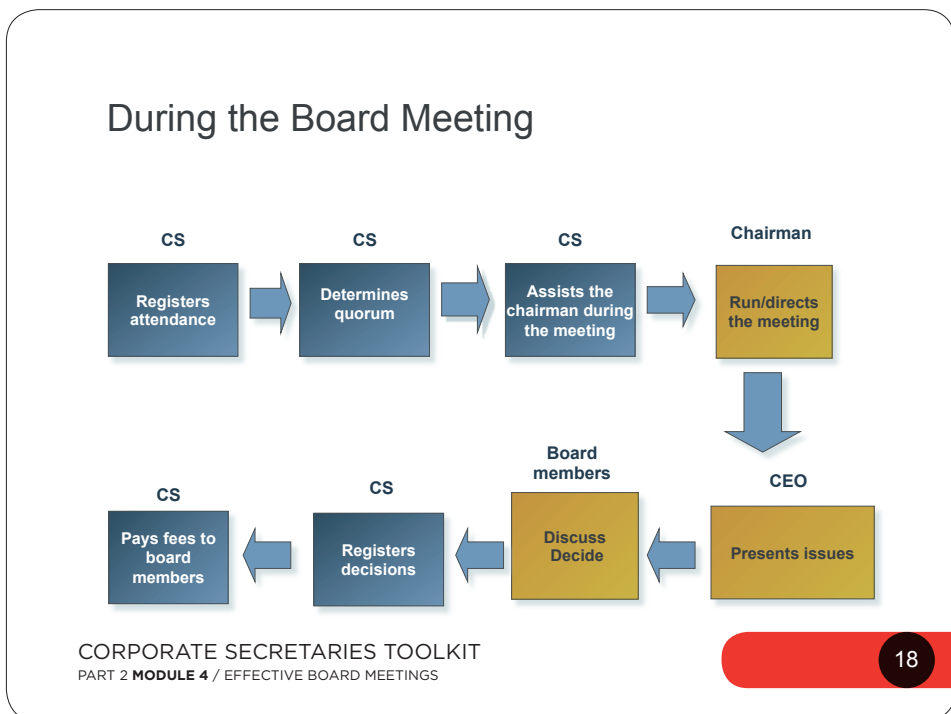 During the Board Meeting
CS
Registers
attendance
CS
Determines
quorum
CS
Assists the
chairman during
the meeting
Chairman
Run/directs
the meeting
CEO
Presents issues
Board
members
Discuss
Decide
CS
Registers
decisions
CS
Pays fees to
board
members
CORPORATE SECRETARIES TOOLKIT
PART 2 MODULE 4 / EFFECTIVE BOARD MEETINGS
18